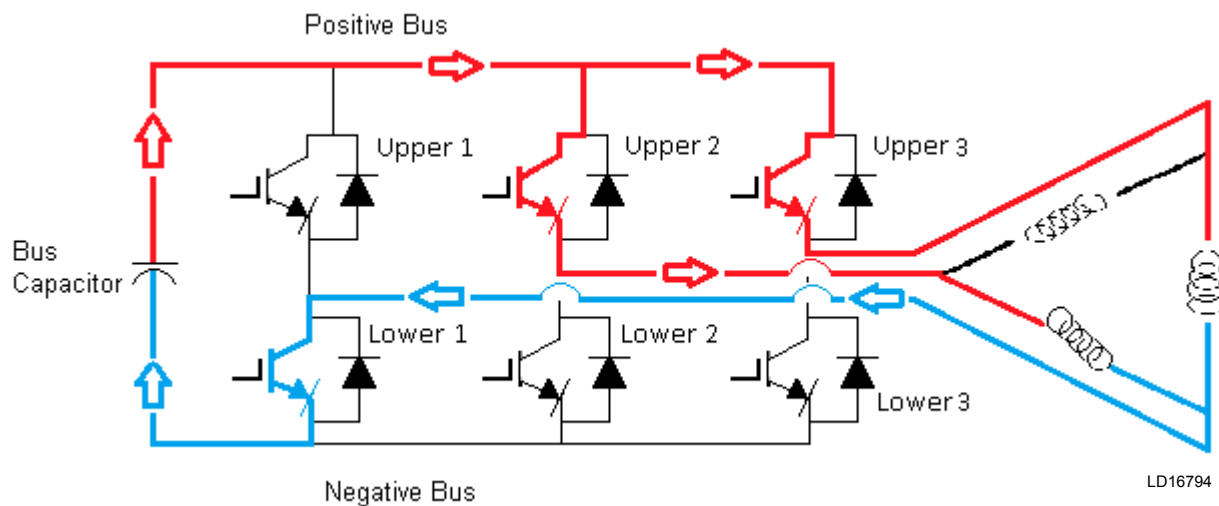 Positive Bus
Upper 1
Upper 2
Upper 3
Bus
Capacitor
Lower 1
Lower 2
Lower 3
Negative Bus
LD16794